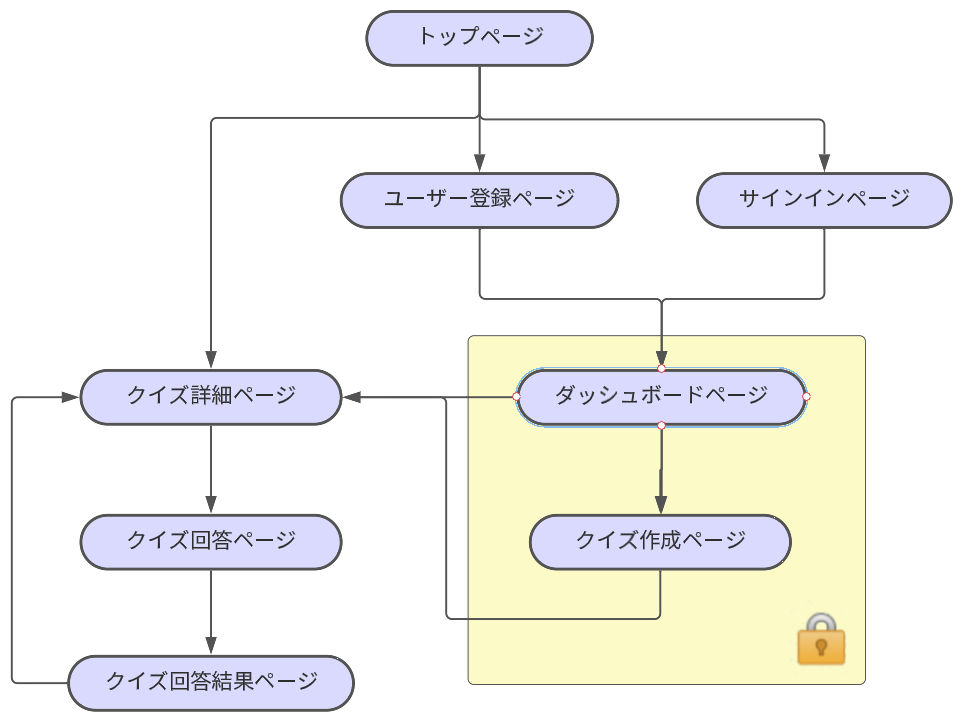 トップページ
ユーザー登録ページ
サインインページ
クイズ詳細ページ
ダッシュボードページ
クイズ回答ページ
クイズ作成ページ
クイズ回答結果ページ